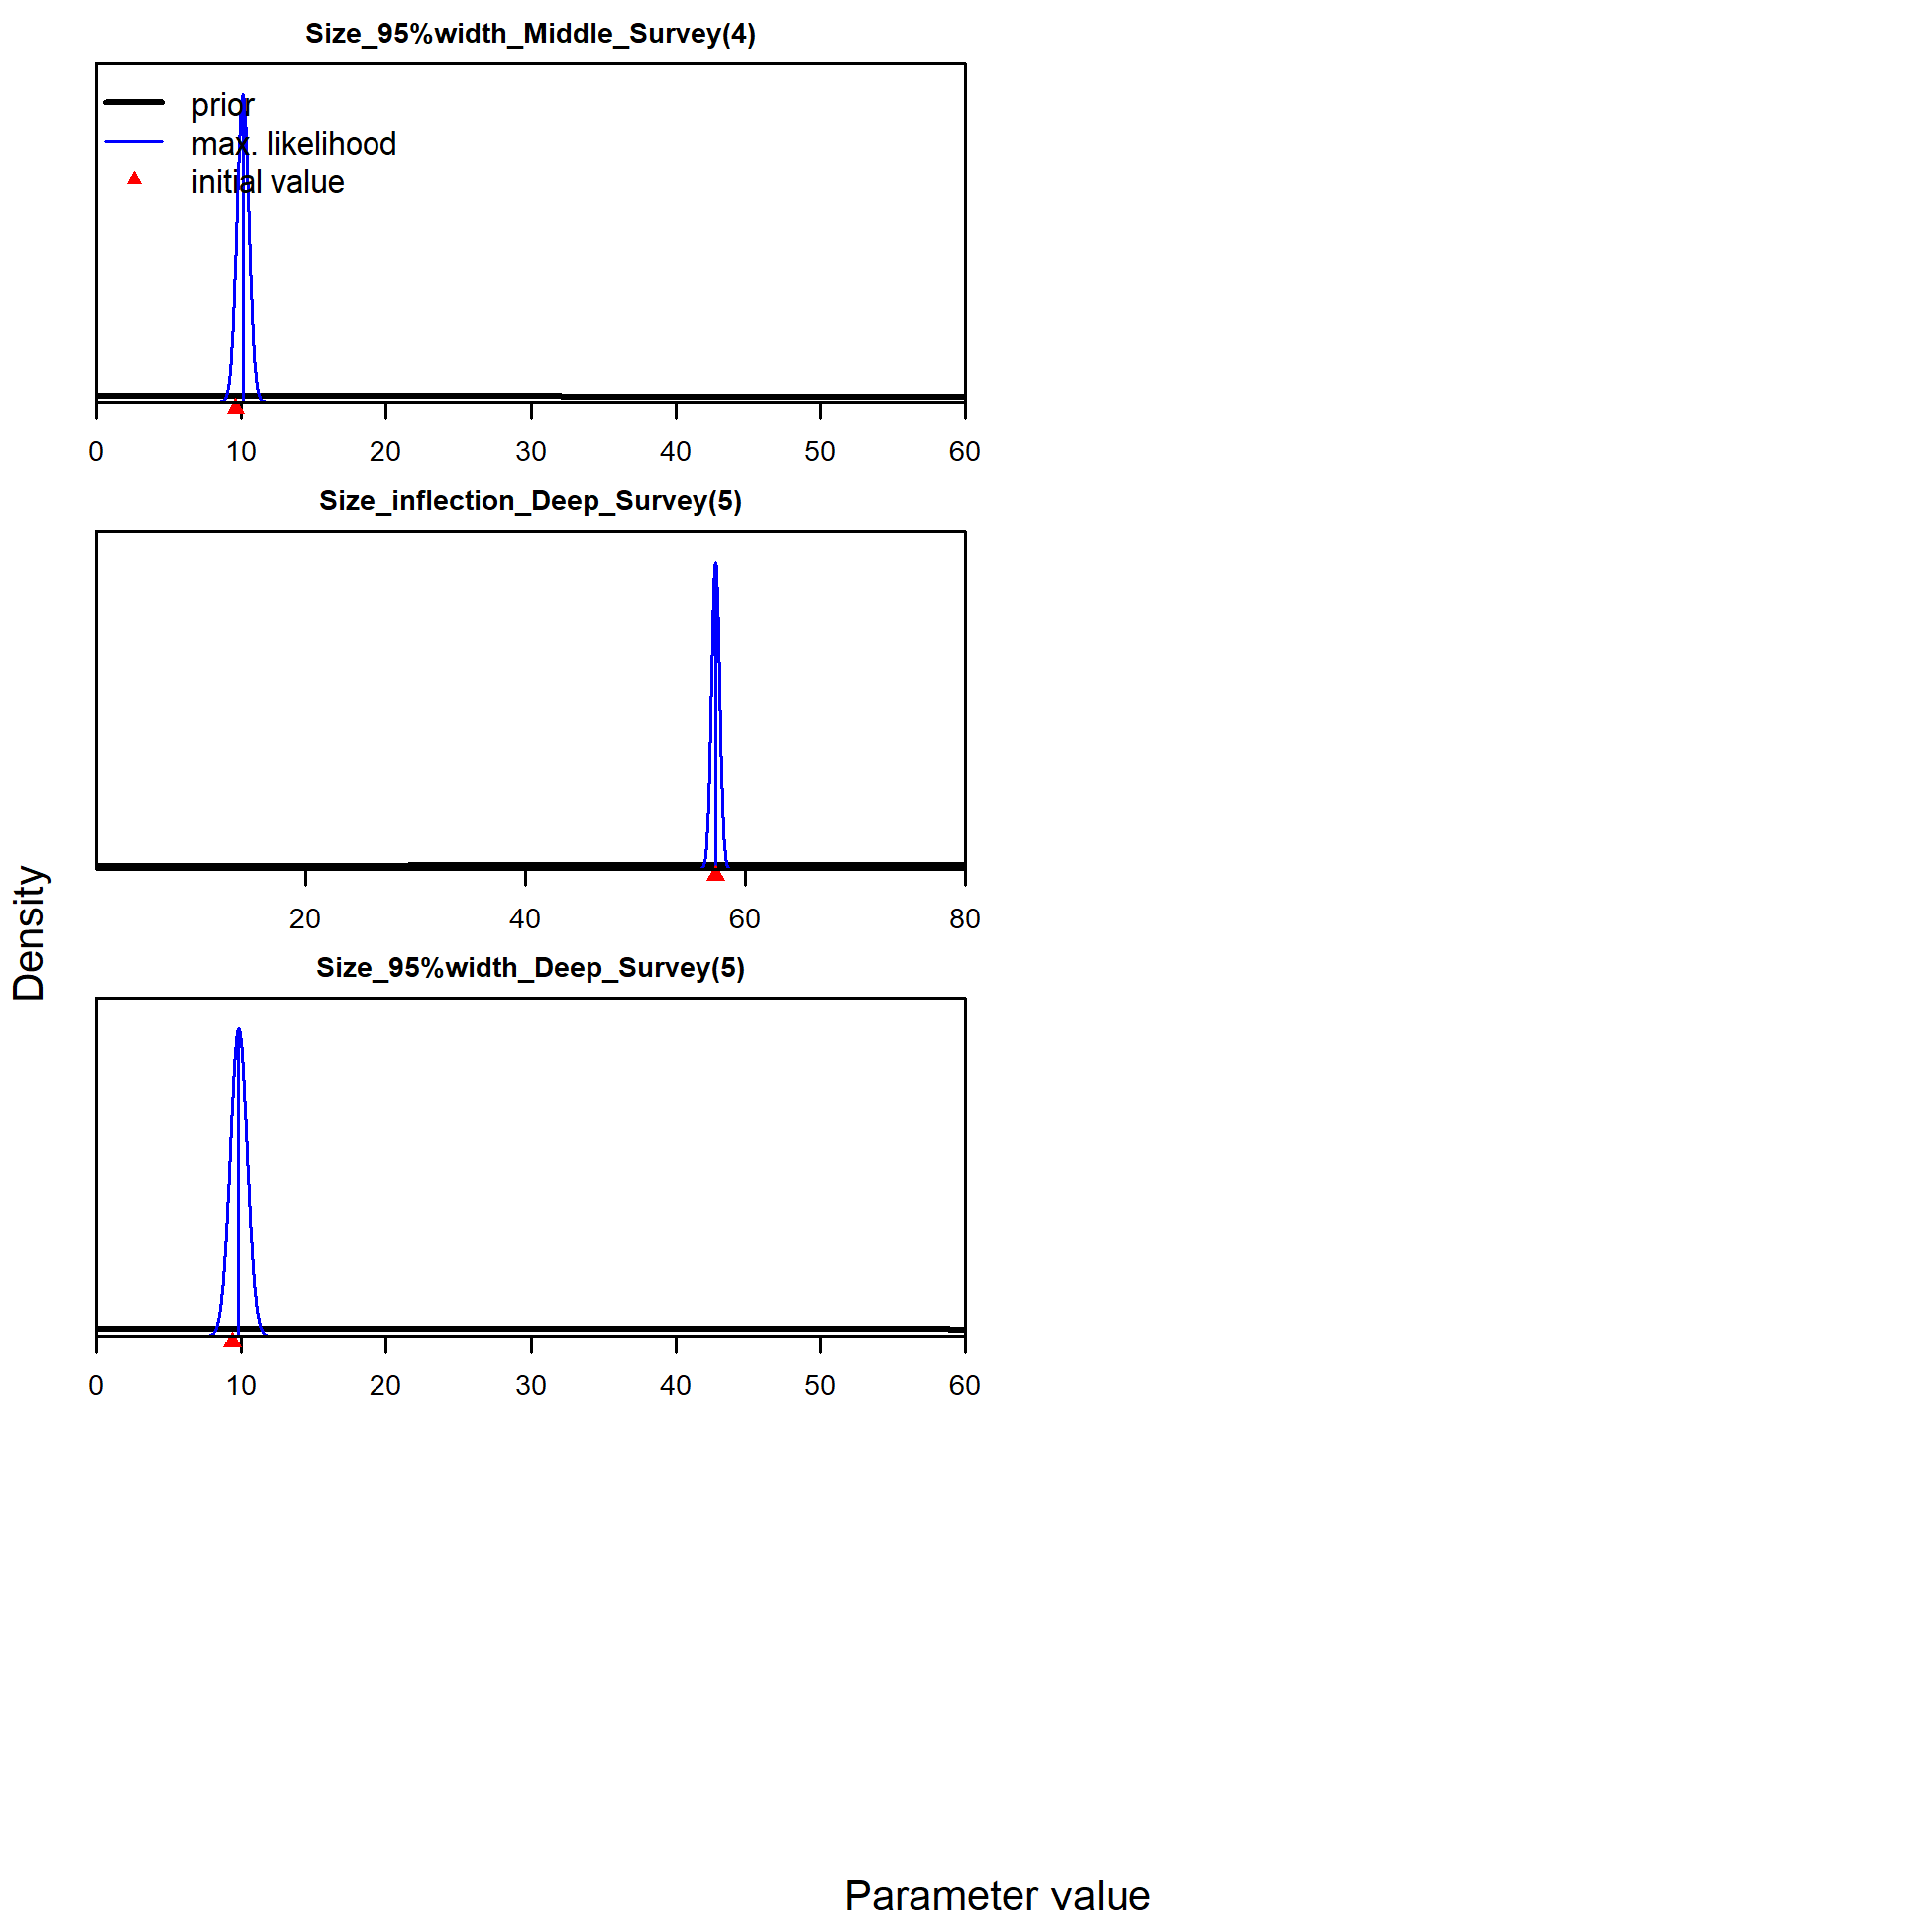 Size_95%width_Middle_Survey(4)
prior
max. likelihood
initial value
0 10 20 30 40 50 60
Size_inflection_Deep_Survey(5)
20 40 60 80
Size_95%width_Deep_Survey(5)
0 10 20 30 40 50 60
Density
Parameter value